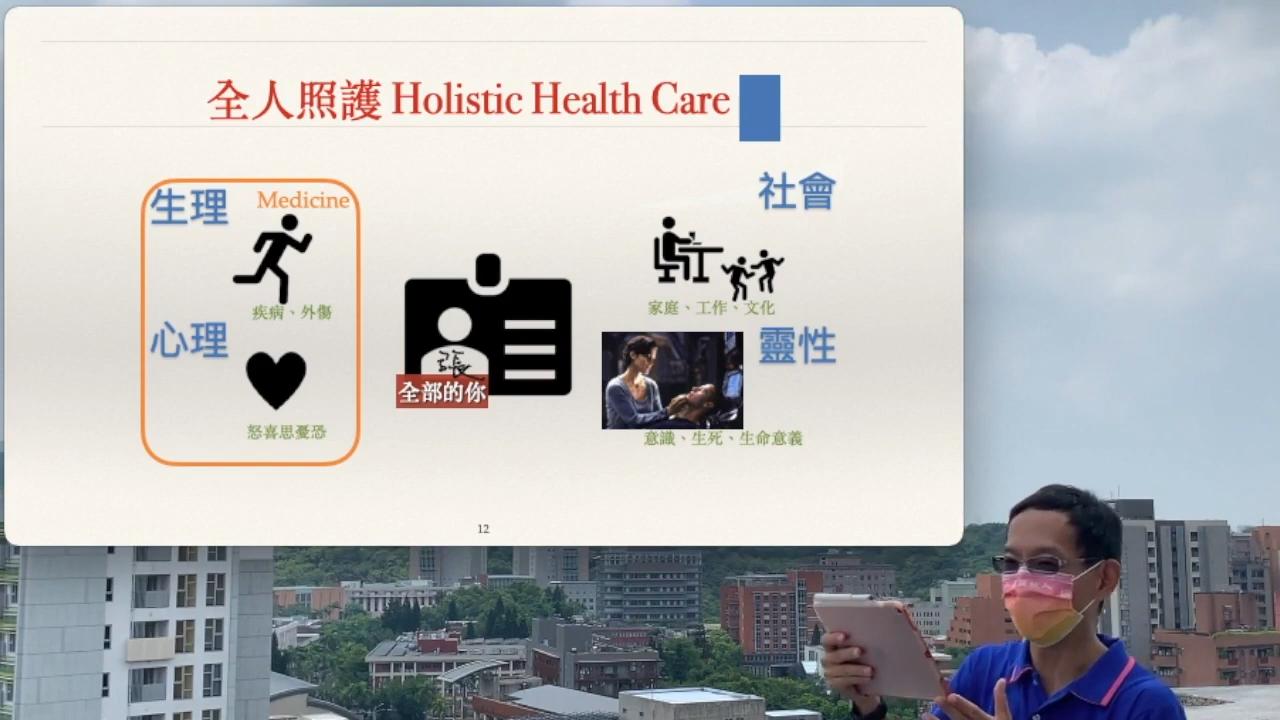 全人照護 Holistic Health Care
生理
Medicine
疾病、外傷
心理
怒喜思憂恐
張
全部的你
社會
家庭、工作、文化
靈性
意識、生死、生命意義
12